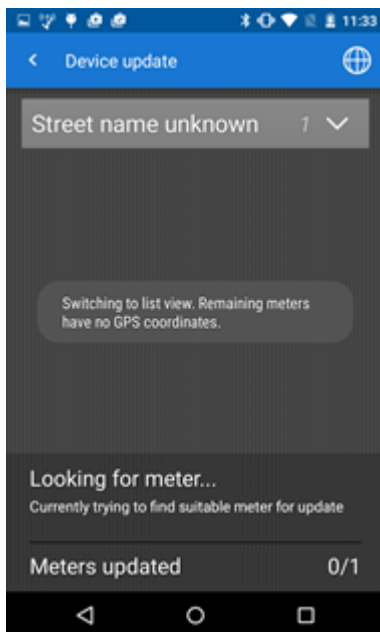 11:33
Device update
Street name unknown 1
Switching to list view. Remaining meters
have no GPS coordinates.
Looking for meter...
Currently trying to find suitable meter for update
Meters updated 0/1